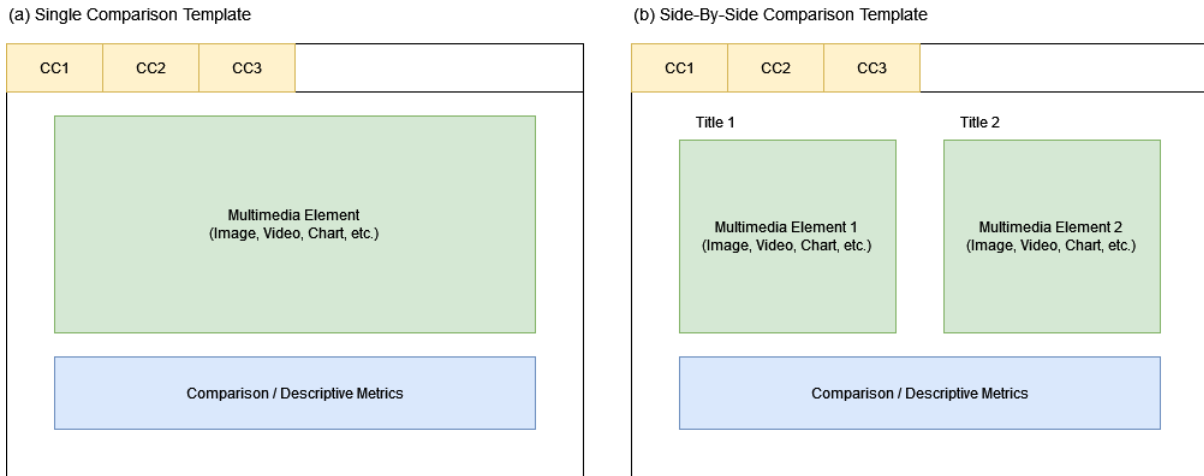 (a) Single Comparison Template
CC1
CC2
CC3
Multimedia Element
(Image, Video, Chart, etc.)
Comparison / Descriptive Metrics
(b) Side-By-Side Comparison Template
CC1
CC2
CC3
Title 1
Title 2
Multimedia Element 1
(Image, Video, Chart, etc.)
Multimedia Element 2
(Image, Video, Chart, etc.)
Comparison / Descriptive Metrics